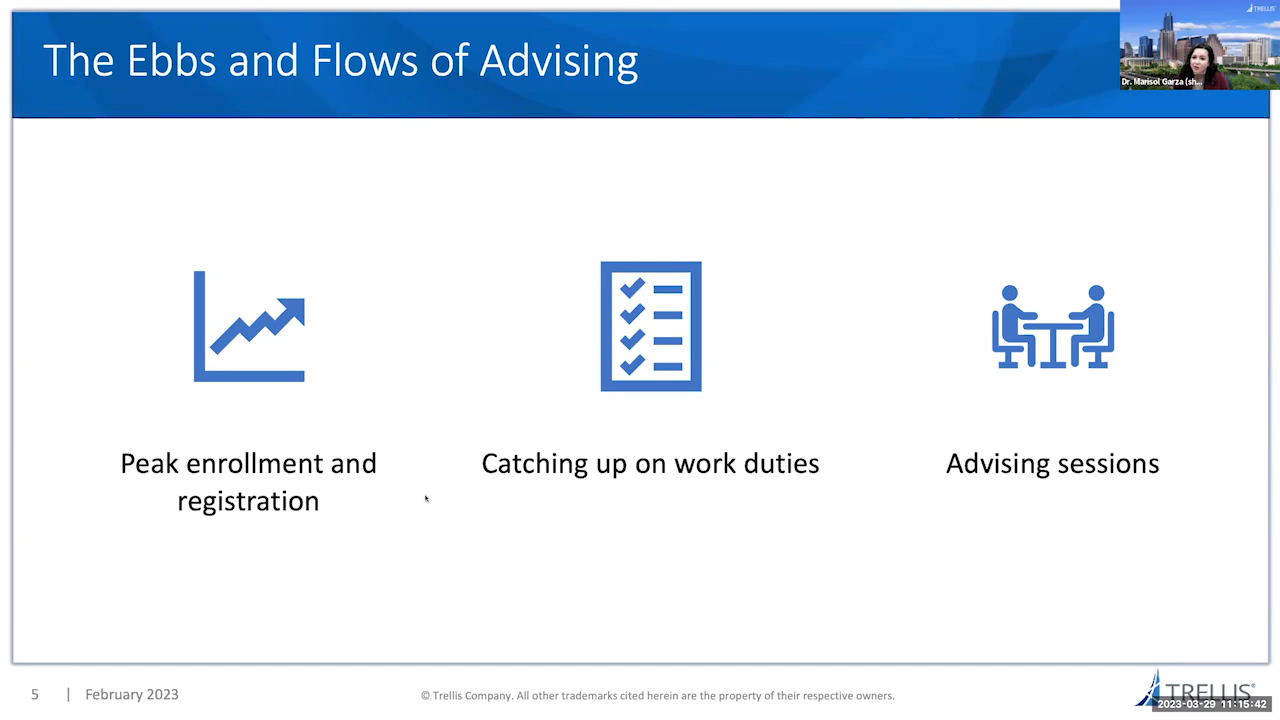 The Ebbs and Flows of Advising
TRELLIS
Dr. Marisol Garza (sh...
Peak enrollment and
registration
Catching up on work duties
Advising sessions
5 | February 2023
© Trellis Company. All other trademarks cited herein are the property of their respective owners.
TRELLIS®
2023-03-29 11:15:42